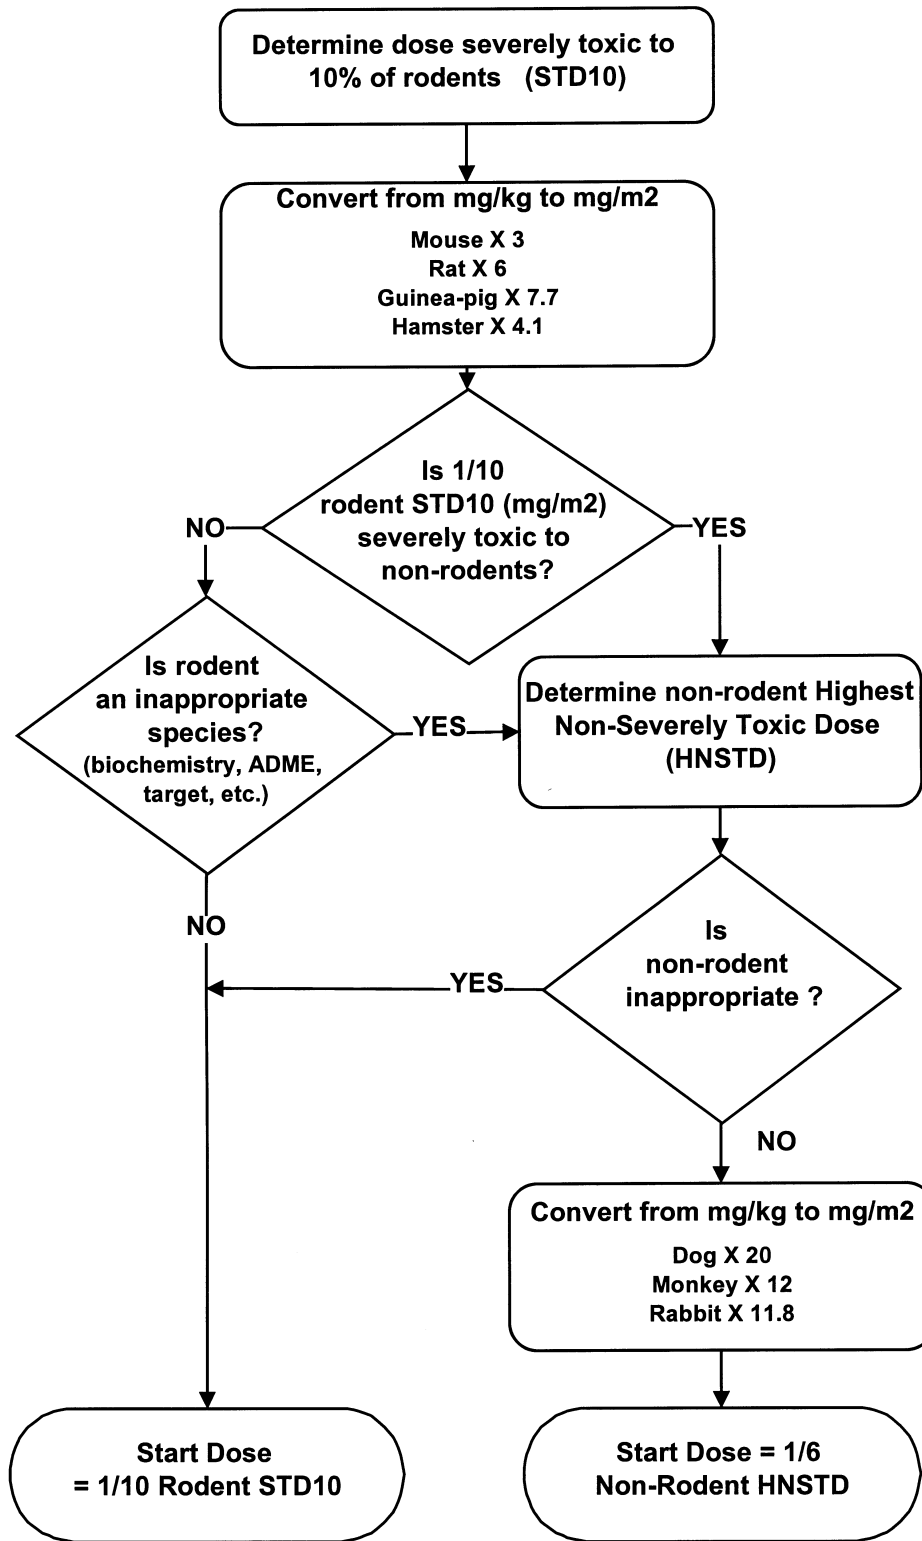 Determine dose severely toxic to
10% of rodents (STD10)
Convert from mg/kg to mg/m2
Mouse X 3
Rat X 6
Guinea-pig X 7.7
Hamster X 4.1
Is 1/10
rodent STD10 (mg/m2)
severely toxic to
non-rodents?
NO
YES
Is rodent
an inappropriate
species?
(biochemistry, ADME,
target, etc.)
YES
Determine non-rodent Highest
Non-Severely Toxic Dose
(HNSTD)
NO
Is
non-rodent
inappropriate ?
YES
NO
Convert from mg/kg to mg/m2
Dog X 20
Monkey X 12
Rabbit X 11.8
Start Dose
= 1/10 Rodent STD10
Start Dose = 1/6
Non-Rodent HNSTD